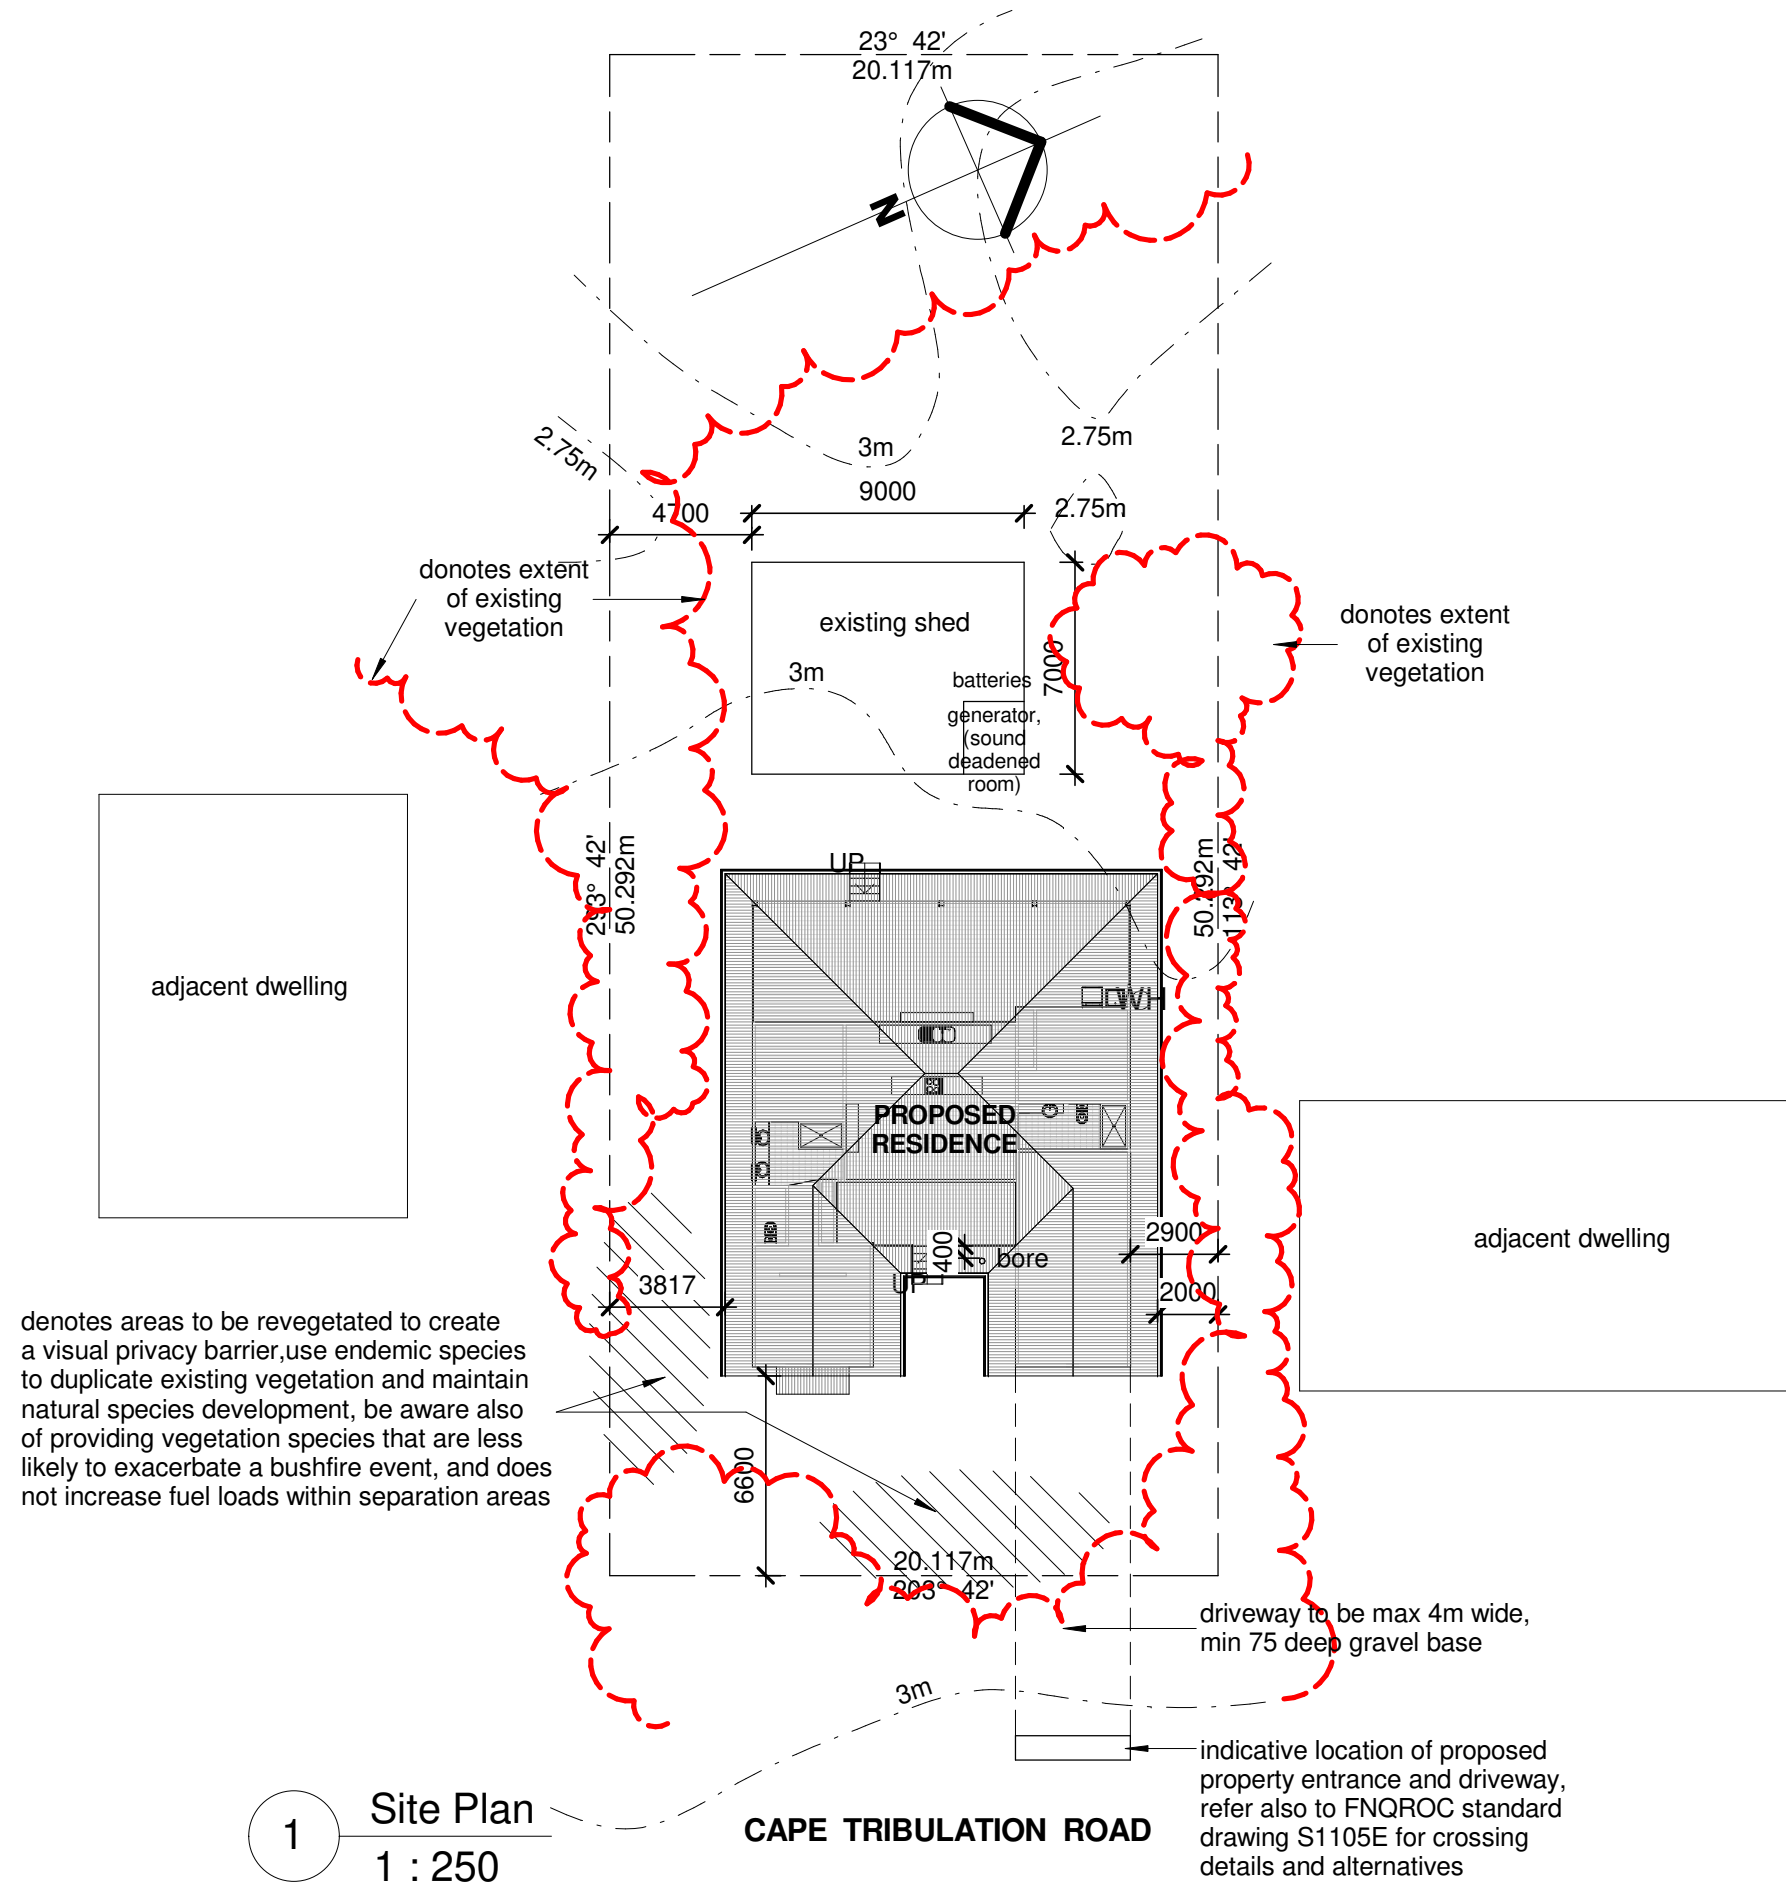 23° 42'
20.117m
N
2.75m
3m
2.75m
9000
2.75m
4700
donotes extent
of existing
vegetation
existing shed
donotes extent
of existing
vegetation
7000
3m
batteries
generator,
(sound
deadened
room)
293° 42'
50.292m
50.292m
113° 42'
UP
adjacent dwelling
WH
PROPOSED
RESIDENCE
2900
adjacent dwelling
400
bore
UP
3817
2000
denotes areas to be revegetated to create
a visual privacy barrier,use endemic species
to duplicate existing vegetation and maintain
natural species development, be aware also
of providing vegetation species that are less
likely to exacerbate a bushfire event, and does
not increase fuel loads within separation areas
6600
20.117m
203° 42'
driveway to be max 4m wide,
min 75 deep gravel base
3m
indicative location of proposed
property entrance and driveway,
refer also to FNQROC standard
drawing S1105E for crossing
details and alternatives
1
Site Plan
1 : 250
CAPE TRIBULATION ROAD